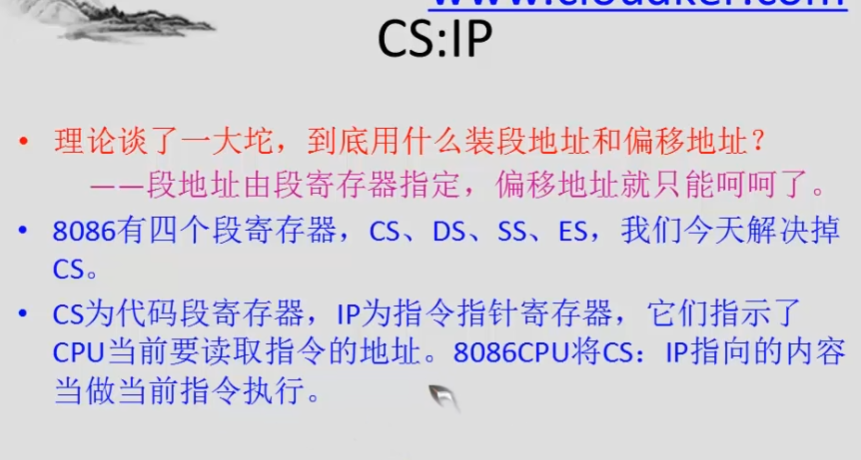 www.cloudker.com
CS:IP
• 理论谈了一大坨，到底用什么装段地址和偏移地址？
——段地址由段寄存器指定，偏移地址就只能呵呵了。
• 8086有四个段寄存器，CS、DS、SS、ES，我们今天解决掉
CS。
• CS为代码段寄存器，IP为指令指针寄存器，它们指示了
CPU当前要读取指令的地址。8086CPU将CS：IP指向的内容
当做当前指令执行。